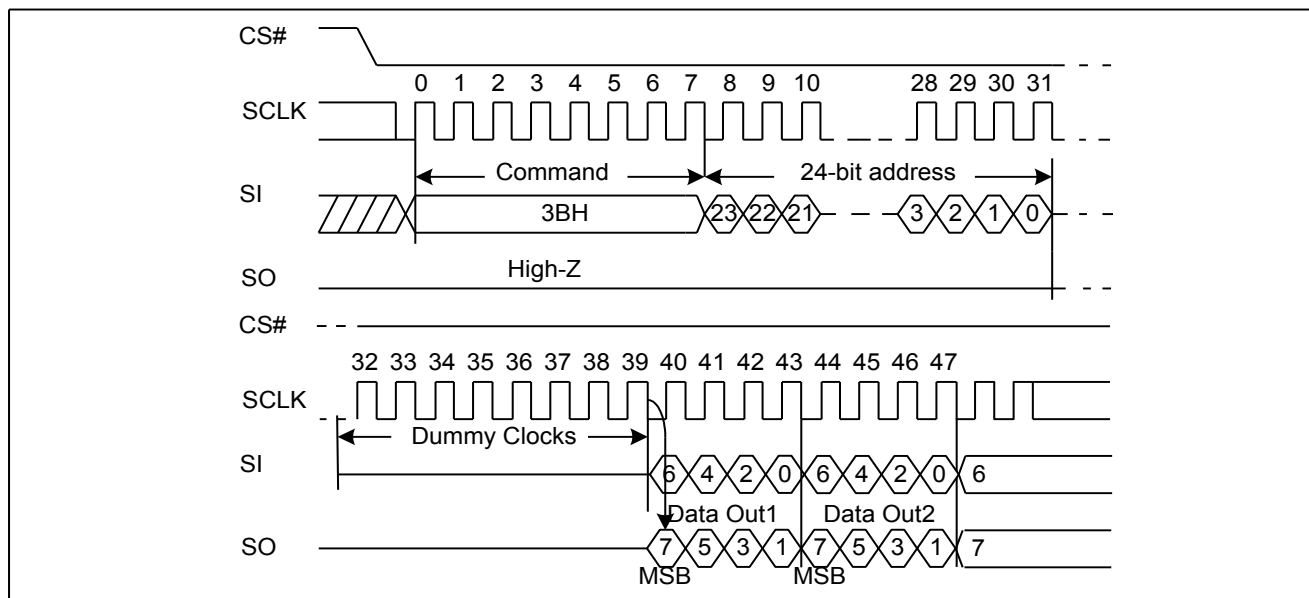 CS#
0 1 2 3 4 5 6 7 8 9 10 28 29 30 31
SCLK
Command 24-bit address
SI
3BH 23 22 21 3 2 1 0
High-Z
SO
CS#
32 33 34 35 36 37 38 39 40 41 42 43 44 45 46 47
SCLK
Dummy Clocks
SI 6 4 2 0 6 4 2 0 6
Data Out1 Data Out2
SO 7 5 3 1 7 5 3 1 7
MSB MSB